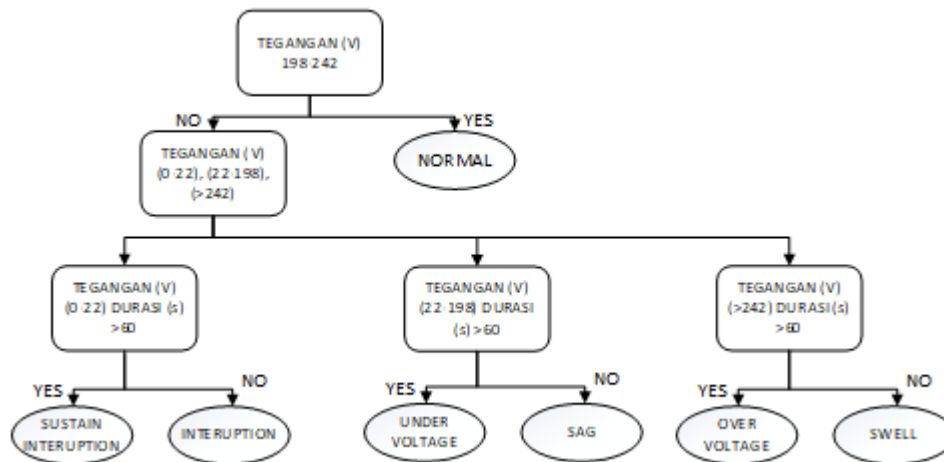 TEGANGAN (V)
198-242
NO
YES
TEGANGAN (V)
(0-22), (22-198),
(>242)
NORMAL
TEGANGAN (V)
(0-22) DURASI (s)
>60
TEGANGAN (V)
(22-198) DURASI
(s) >60
TEGANGAN (V)
(>242) DURASI (s)
>60
YES
NO
YES
NO
YES
NO
SUSTAIN
INTERUPTION
INTERUPTION
UNDER
VOLTAGE
SAG
OVER
VOLTAGE
SWELL